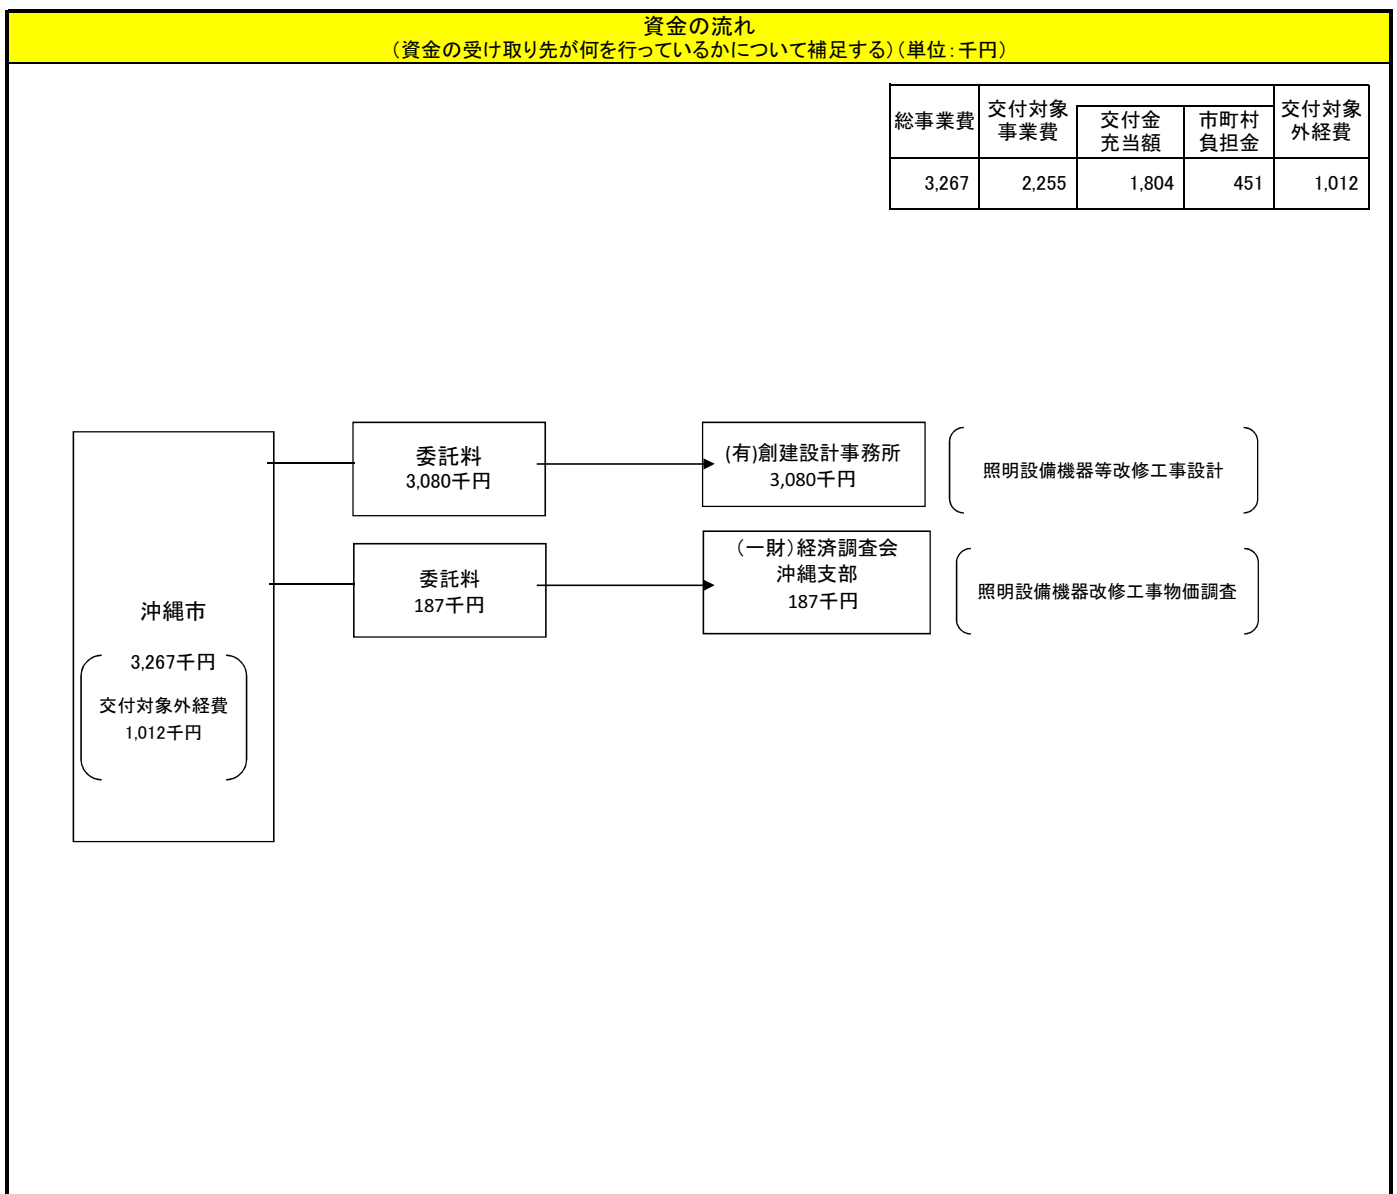 資金の流れ
（資金の受け取り先が何を行っているかについて補足する）（単位：千円）
総事業費
交付対象
事業費
交付金
充当額
市町村
負担金
交付対象
外経費
3,267
2,255
1,804
451
1,012
委託料
3,080千円
(有)創建設計事務所
3,080千円
照明設備機器等改修工事設計
委託料
187千円
（一財）経済調査会
沖縄支部
187千円
照明設備機器改修工事物価調査
沖縄市
3,267千円
交付対象外経費
1,012千円